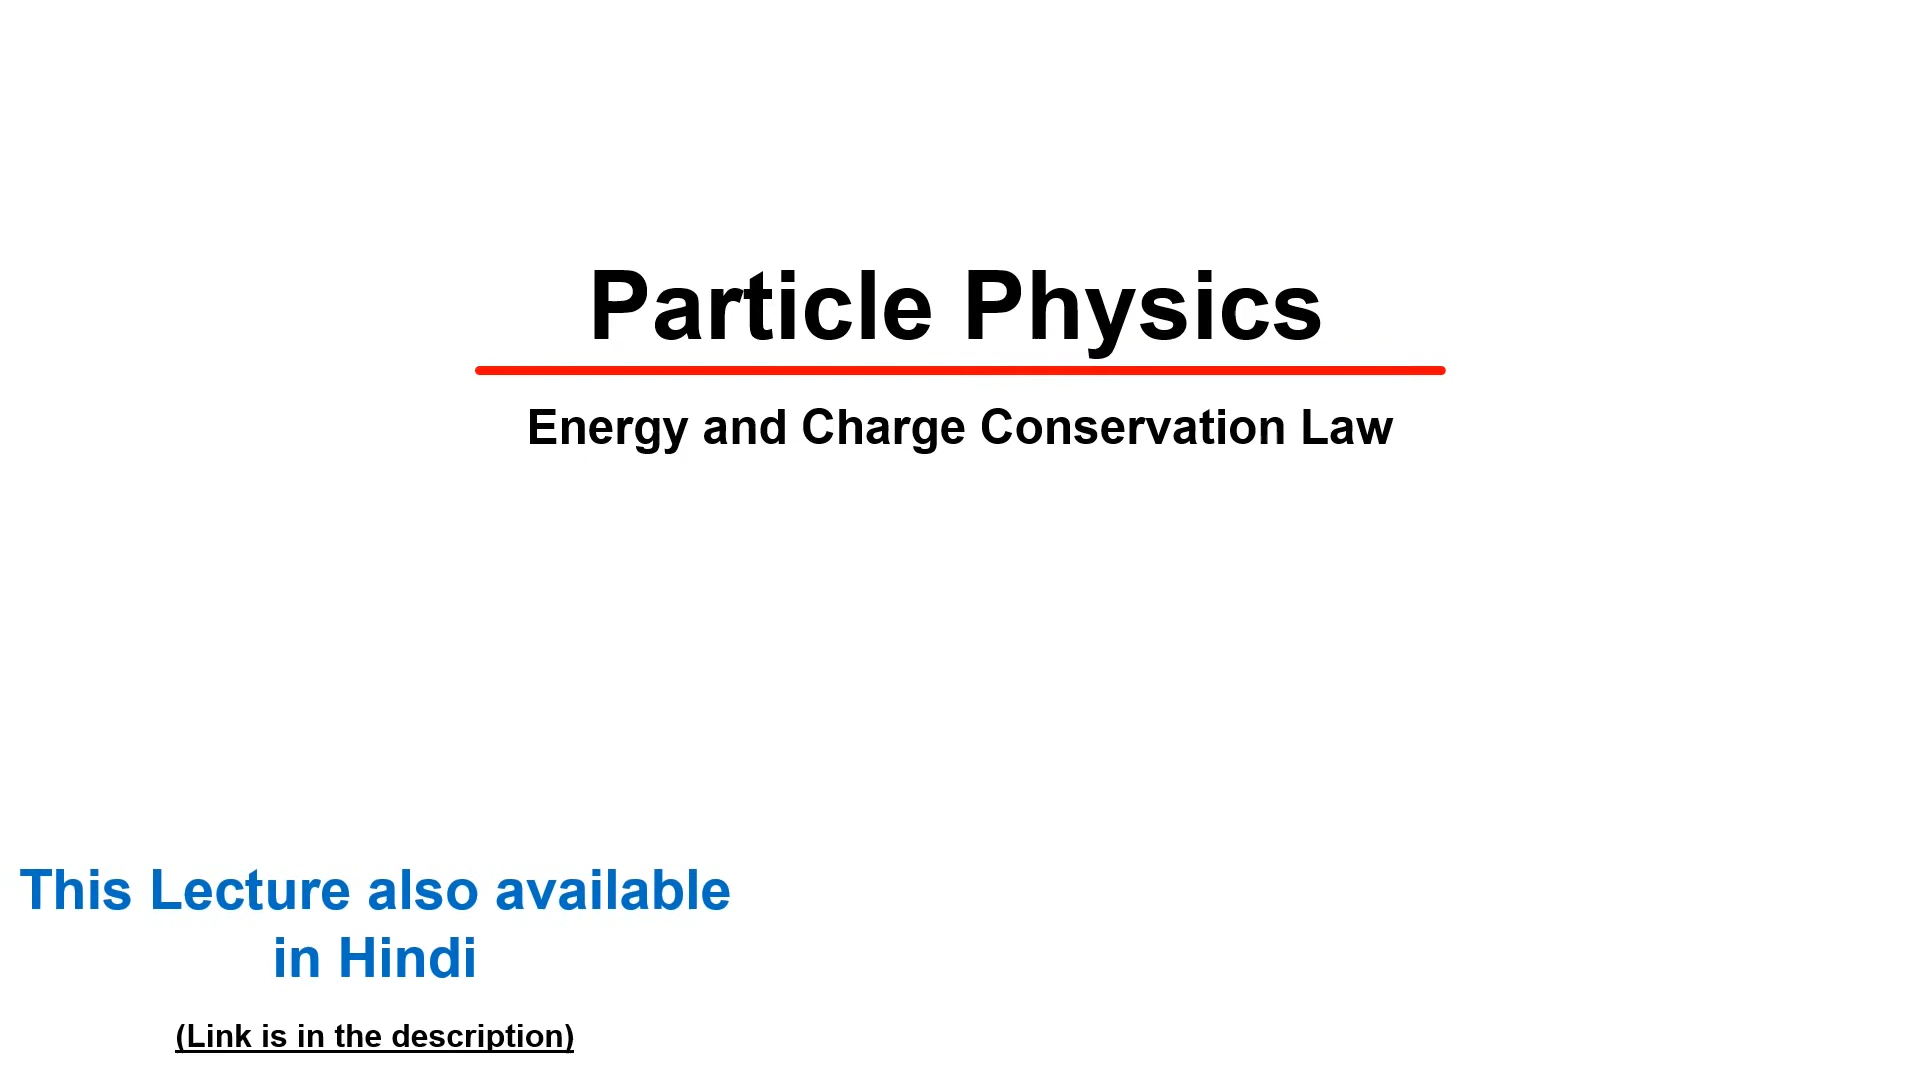 Particle Physics
Energy and Charge Conservation Law
This Lecture also available
in Hindi
(Link is in the description)